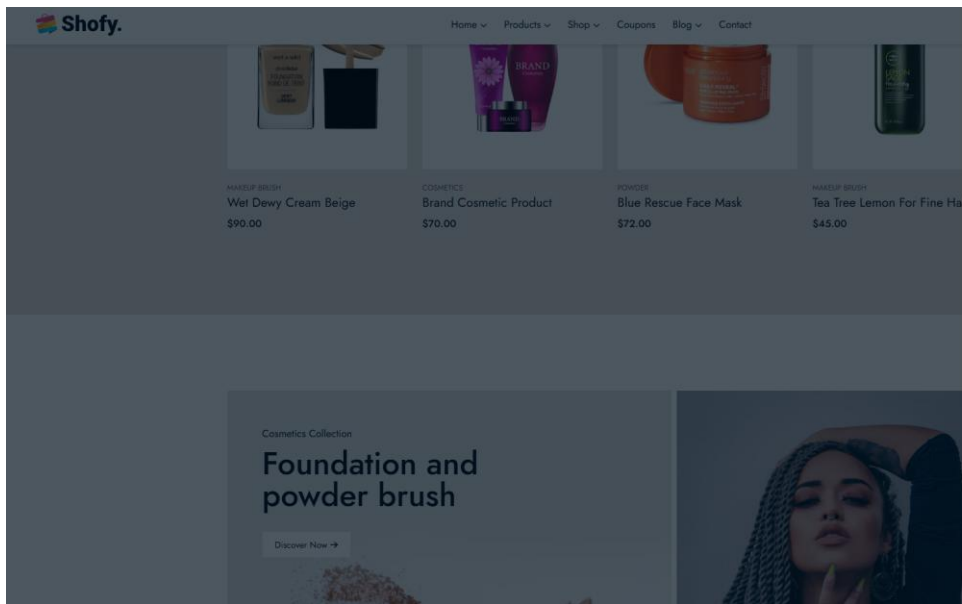 Shofy.
Home Products Shop Coupons Blog Contact
BRAND
BRAND
MAKEUP BRUSH
Wet Dewy Cream Beige
$90.00
COSMETICS
Brand Cosmetic Product
$70.00
POWDER
Blue Rescue Face Mask
$72.00
MAKEUP BRUSH
Tea Tree Lemon For Fine Ha
$45.00
Cosmetics Collection
Foundation and
powder brush
Discover Now →